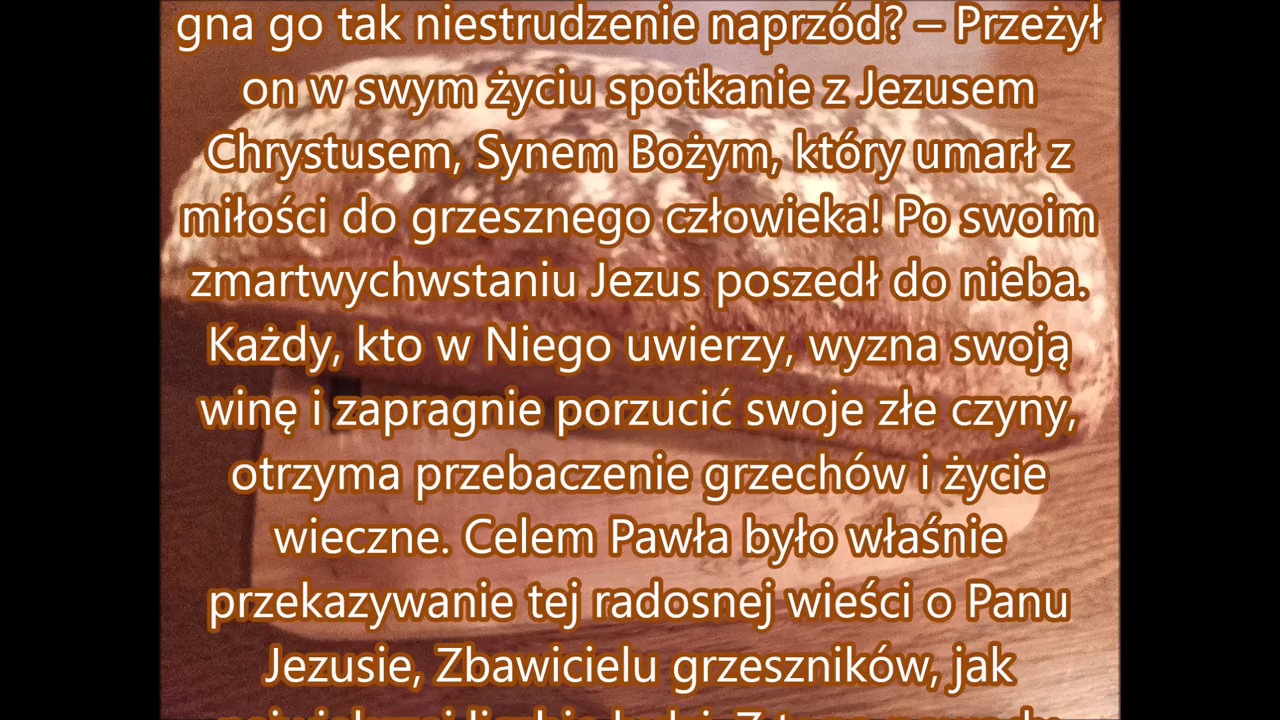 gna go tak niestrudzenie naprzód? – Przeżył
on w swym życiu spotkanie z Jezusem
Chrystusem, Synem Bożym, który umarł z
miłości do grzesznego człowieka! Po swoim
zmartwychwstaniu Jezus poszedł do nieba.
Każdy, kto w Niego uwierzy, wyzna swoją
winę i zapragnie porzucić swoje złe czyny,
otrzyma przebaczenie grzechów i życie
wieczne. Celem Pawła było właśnie
przekazywanie tej radosnej wieści o Panu
Jezusie, Zbawicielu grzeszników, jak